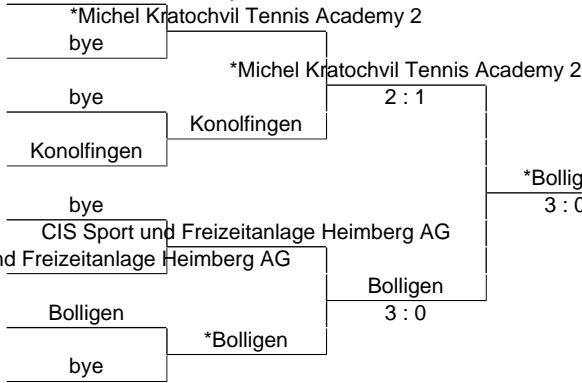 *Michel Kratochvil Tennis Academy 2
bye
*Michel Kratochvil Tennis Academy 2
bye
2 : 1
Konolfingen
Konolfingen
*Bollig
bye
3 : 0
CIS Sport und Freizeitanlage Heimberg AG
nd Freizeitanlage Heimberg AG
Bolligen
Bolligen
3 : 0
*Bolligen
bye